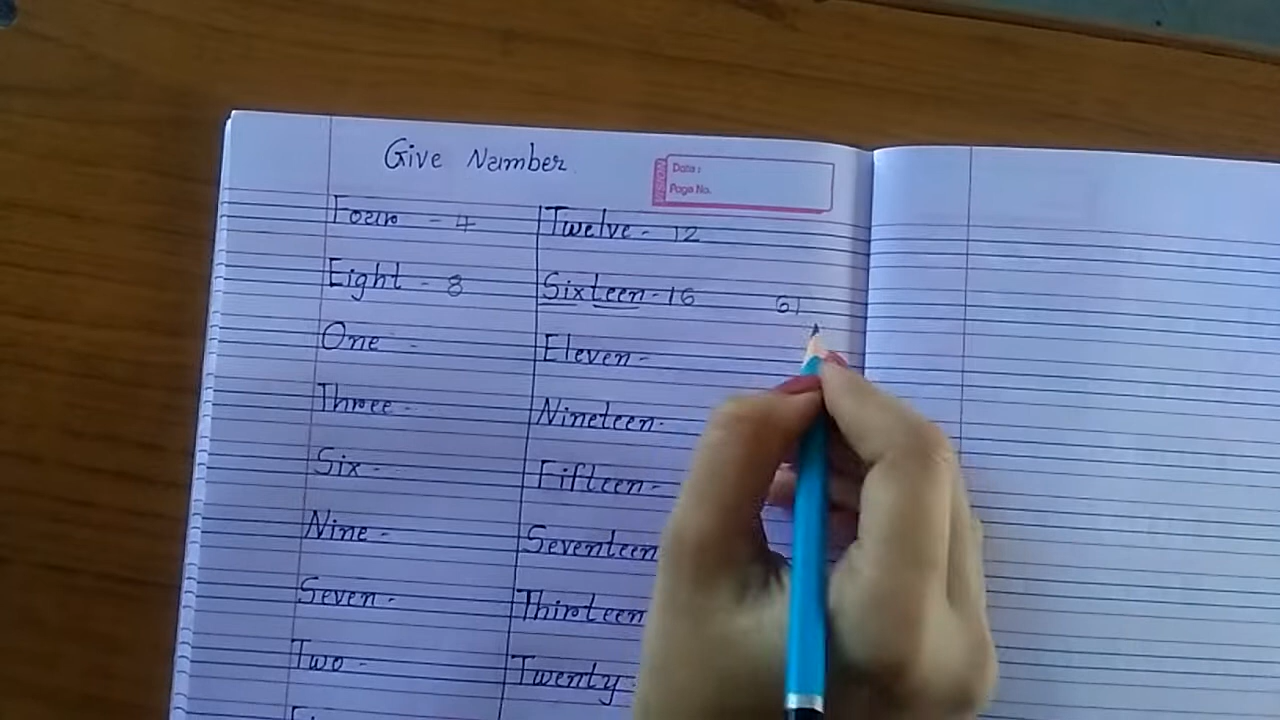 Give Number
VISION
Date :
Page No.
Four - 4
Twelve - 12
Eight - 8
Sixteen - 16
61
One -
Eleven -
Three -
Nineteen -
Six -
Fifteen -
Nine -
Seventeen
Seven -
Thirteen
Two -
Twenty -